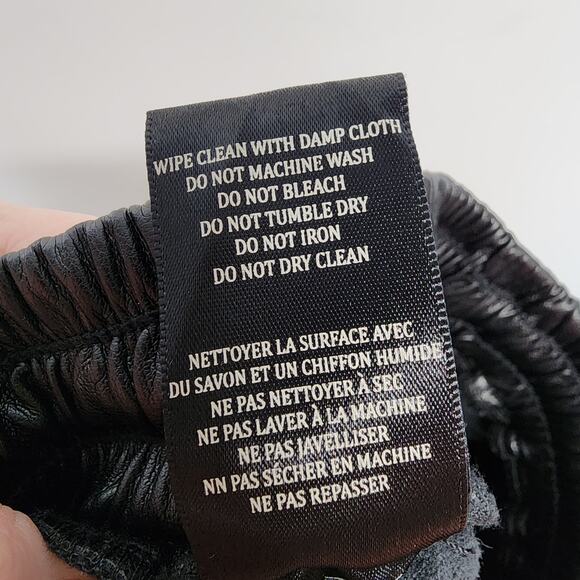 WIPE CLEAN WITH DAMP CLOTH
DO NOT MACHINE WASH
DO NOT BLEACH
DO NOT TUMBLE DRY
DO NOT IRON
DO NOT DRY CLEAN
NETTOYER LA SURFACE AVEC
DU SAVON ET UN CHIFFON HUMIDE
NE PAS NETTOYER À SEC
NE PAS LAVER À LA MACHINE
NE PAS JAVELLISER
NN PAS SÉCHER EN MACHINE
NE PAS REPASSER